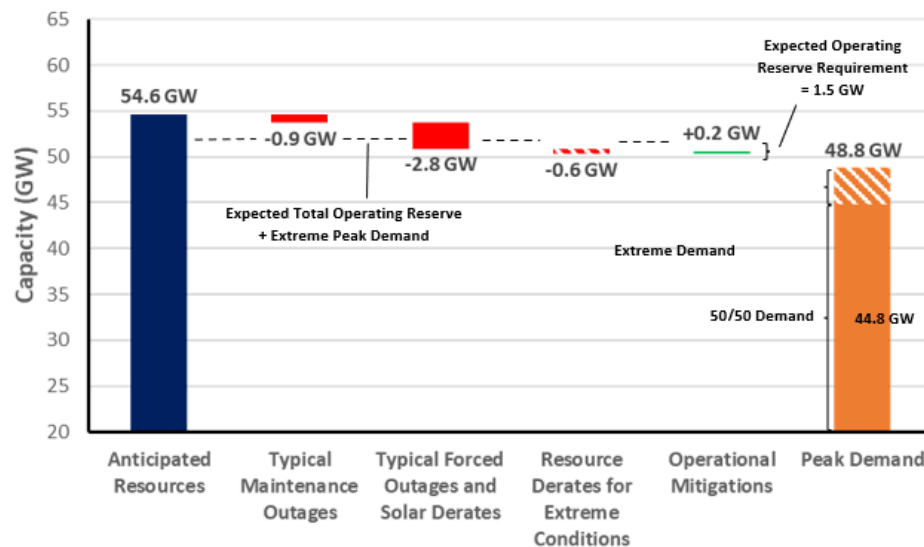 65
60
55
50
45
40
35
30
25
20
Capacity (GW)
54.6 GW
-0.9 GW
-2.8 GW
-0.6 GW
+0.2 GW
48.8 GW
Expected Operating
Reserve Requirement
= 1.5 GW
Expected Total Operating Reserve
+ Extreme Peak Demand
Extreme Demand
50/50 Demand
44.8 GW
Anticipated
Resources
Typical
Maintenance
Outages
Typical Forced
Outages and
Solar Derates
Resource
Derates for
Extreme
Conditions
Operational
Mitigations
Peak Demand